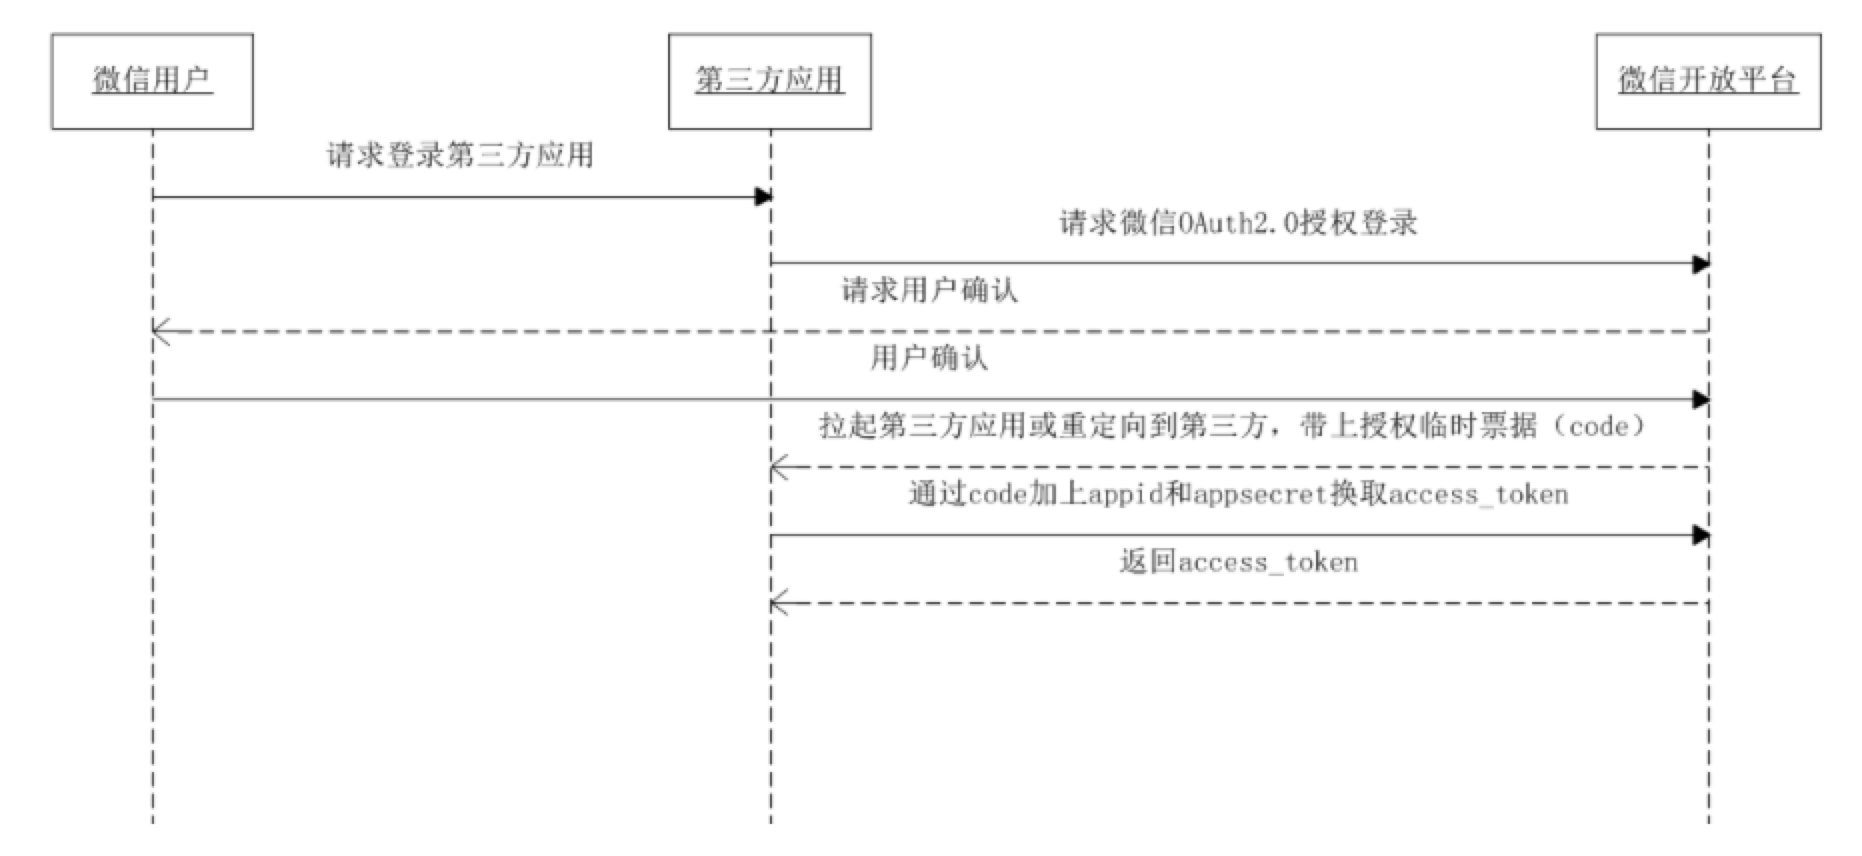 微信用户
第三方应用
微信开放平台
请求登录第三方应用
请求微信OAuth2.0授权登录
请求用户确认
用户确认
拉起第三方应用或重定向到第三方，带上授权临时票据（code）
通过code加上appid和appsecret换取access_token
返回access_token